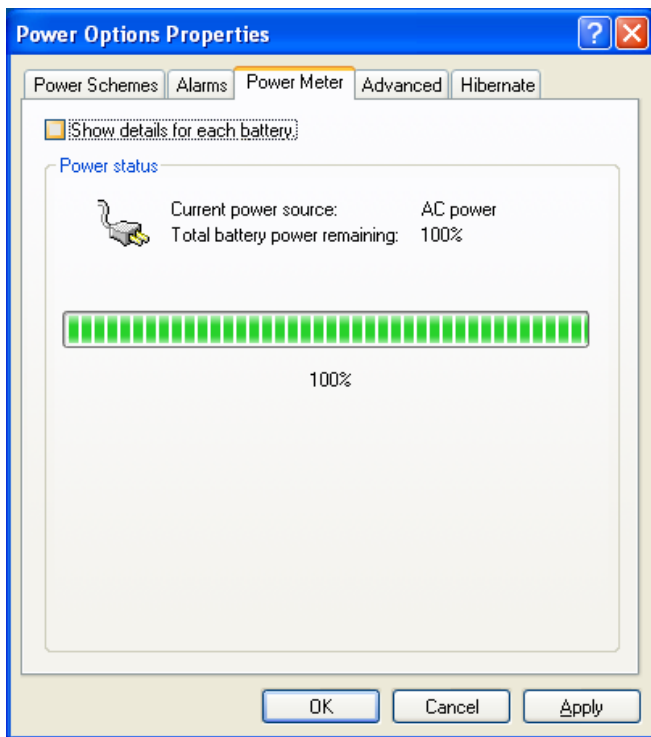 Power Options Properties
Power Schemes Alarms Power Meter Advanced Hibernate
Show details for each battery.
Power status
Current power source: AC power
Total battery power remaining: 100%
100%
OK Cancel Apply